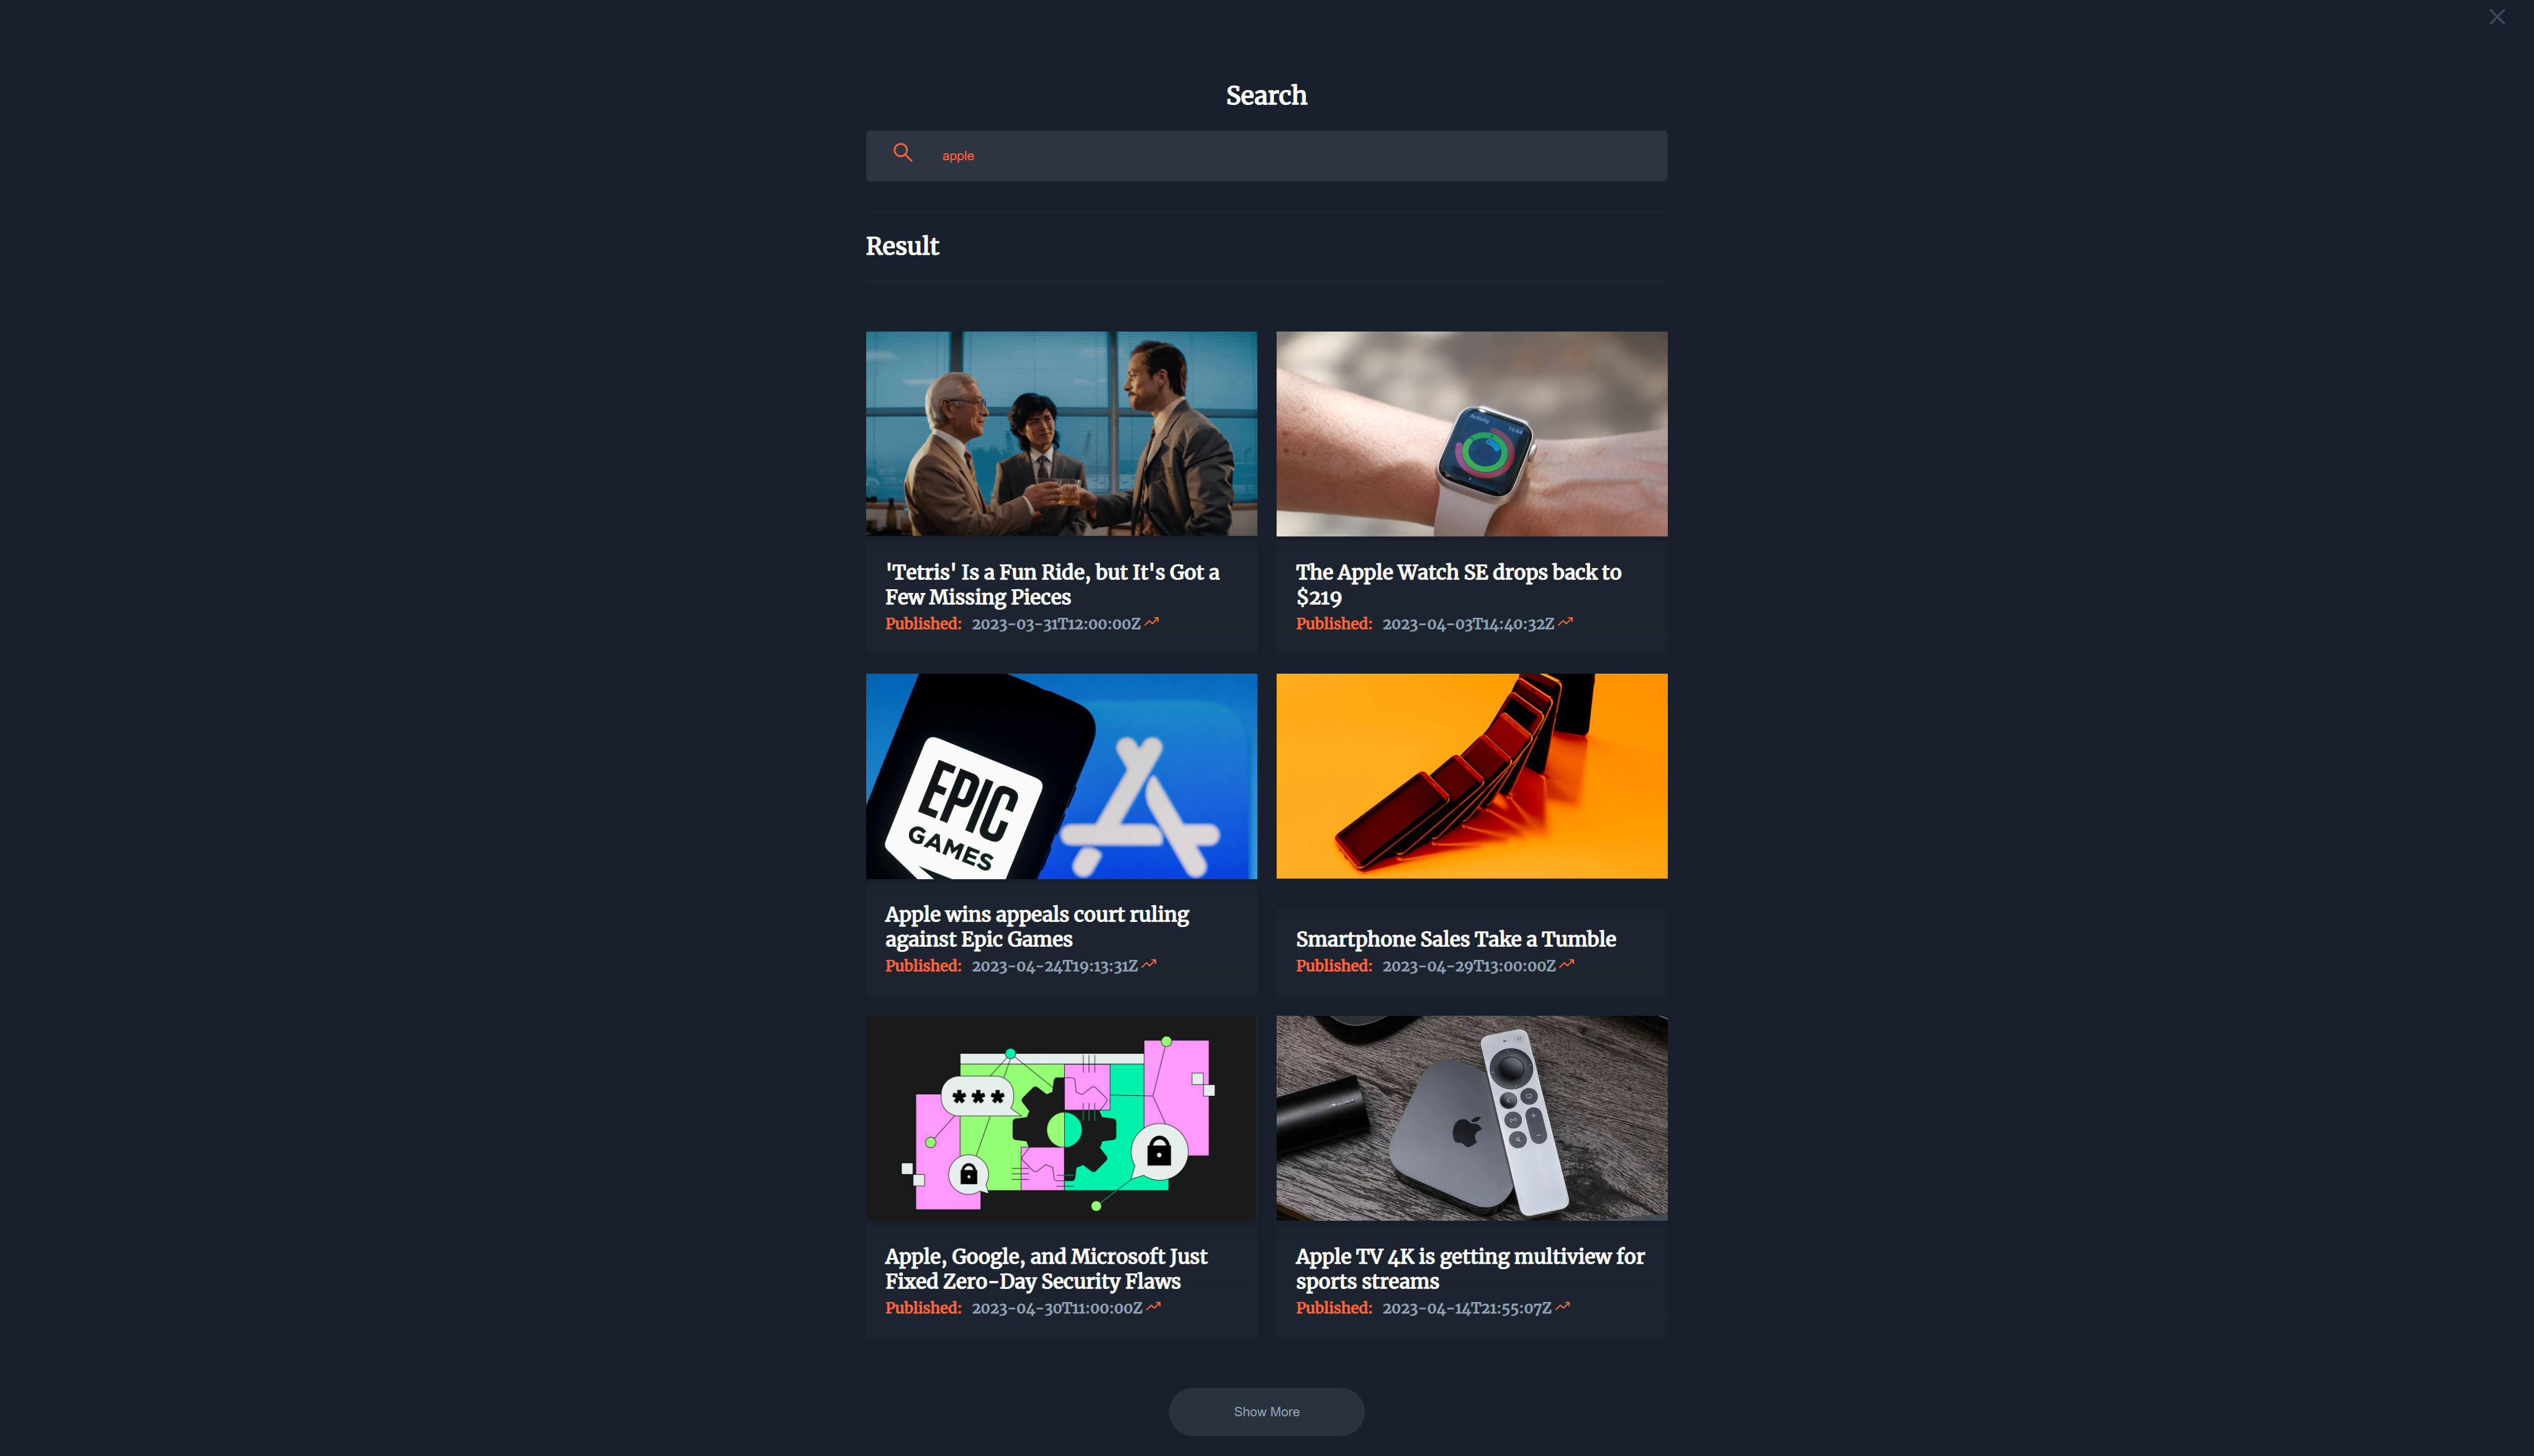 Search
apple
Result
'Tetris' Is a Fun Ride, but It's Got a
Few Missing Pieces
Published: 2023-03-31T12:00:00Z
Activity
The Apple Watch SE drops back to
$219
Published: 2023-04-03T14:40:32Z
EPIC
GAMES
Apple wins appeals court ruling
against Epic Games
Published: 2023-04-24T19:13:31Z
Smartphone Sales Take a Tumble
Published: 2023-04-29T13:00:00Z
***
Apple, Google, and Microsoft Just
Fixed Zero-Day Security Flaws
Published: 2023-04-30T11:00:00Z
Apple TV 4K is getting multiview for
sports streams
Published: 2023-04-14T21:55:07Z
Show More